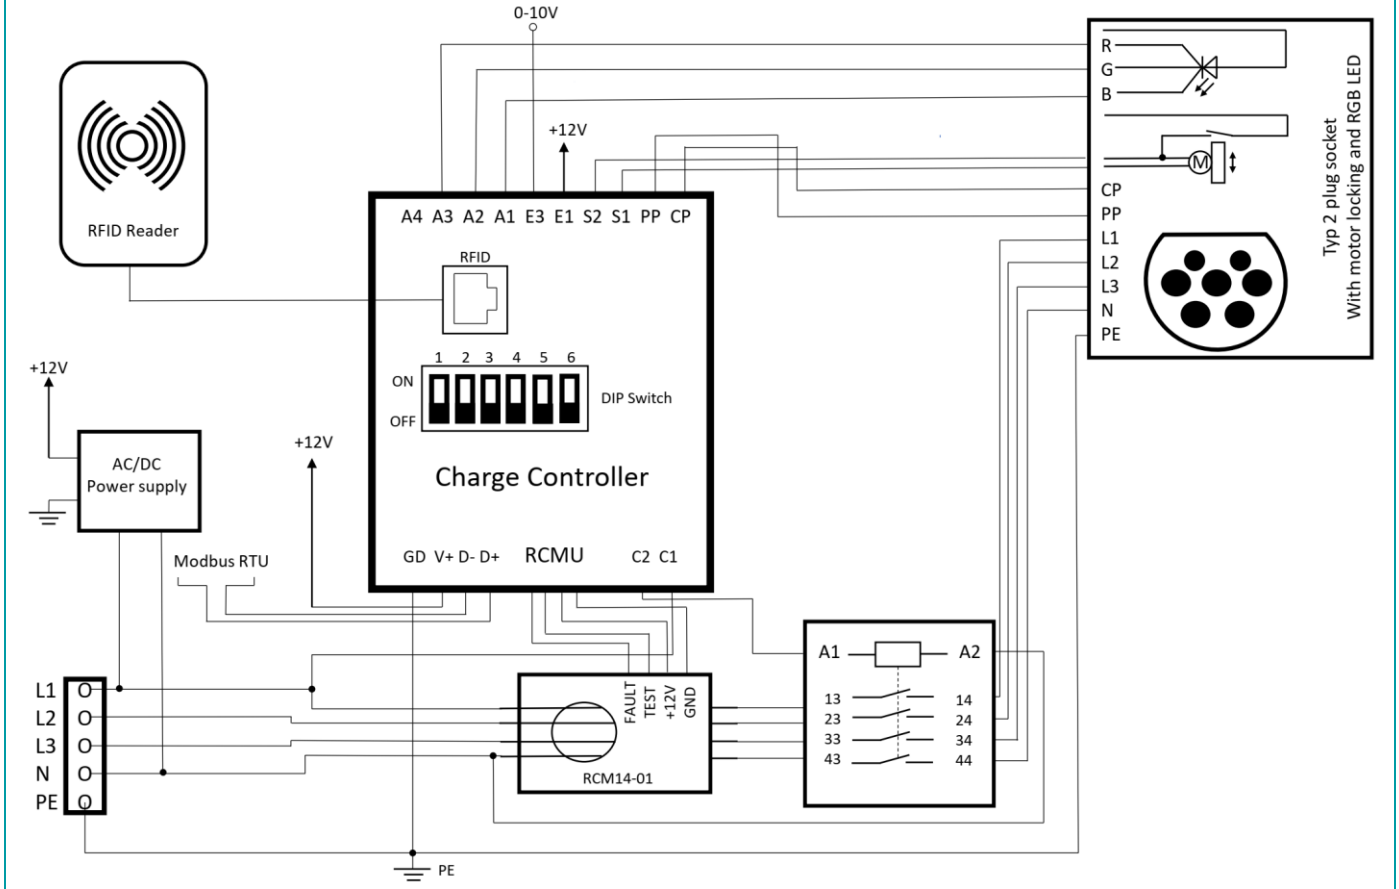 0-10V
RFID Reader
+12V
A4 A3 A2 A1 E3 E1 S2 S1 PP CP
RFID
1 2 3 4 5 6
ON
OFF
DIP Switch
Charge Controller
GD V+ D- D+ RCMU C2 C1
R
G
B
M
CP
PP
L1
L2
L3
N
PE
Typ 2 plug socket
With motor locking and RGB LED
+12V
AC/DC
Power supply
+12V
Modbus RTU
L1 O
L2 O
L3 O
N O
PE O
FAULT
TEST
+12V
GND
RCM14-01
A1 A2
13 14
23 24
33 34
43 44
PE